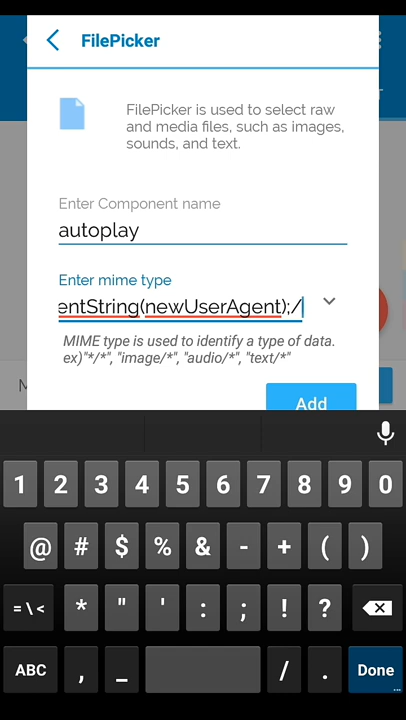 FilePicker
FilePicker is used to select raw
and media files, such as images,
sounds, and text.
Enter Component name
autoplay
Enter mime type
entString(newUserAgent);/
MIME type is used to identify a type of data.
ex)"*/*", "image/*", "audio/*", "text/*"
Add
1 2 3 4 5 6 7 8 9 0
@ # $ % & - + ( )
= \ < * " ' : ; ! ?
ABC , _ / . Done
...